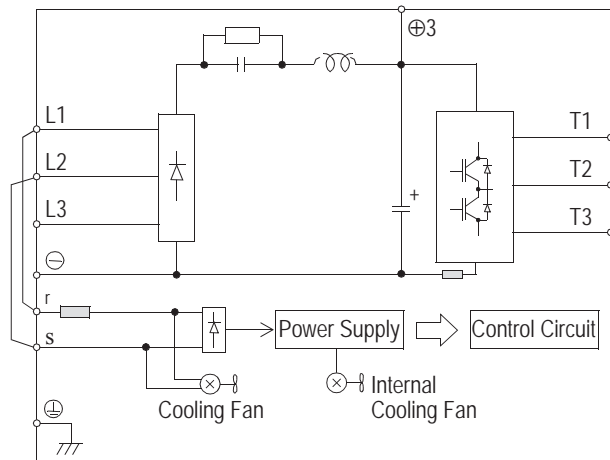 ⊕3
L1
T1
L2
T2
L3
T3
+
⊖
r
Power Supply
Control Circuit
s
Cooling Fan
Internal
Cooling Fan